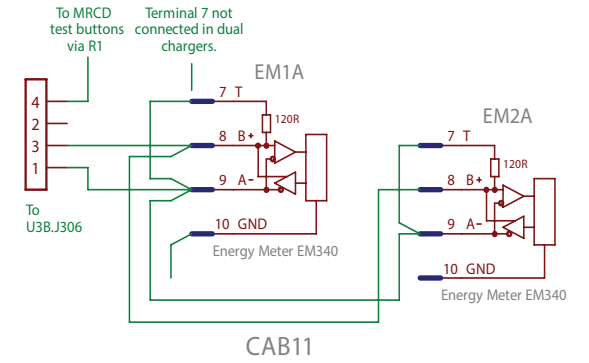 To MRCD
test buttons
via R1
Terminal 7 not
connected in dual
chargers.
EM1A
7 T
120R
8 B+
9 A-
10 GND
Energy Meter EM340
4
2
3
1
To
U3B.J306
EM2A
7 T
120R
8 B+
9 A-
10 GND
Energy Meter EM340
CAB11